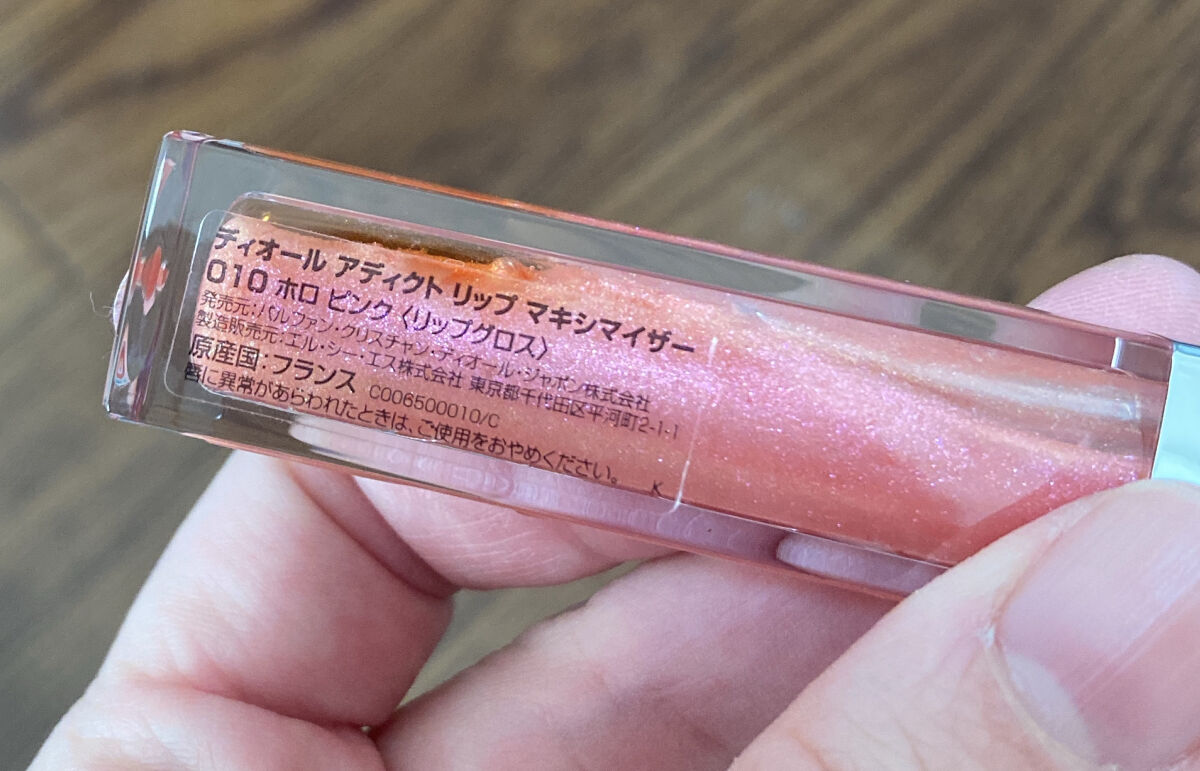 ディオール アディクト リップ マキシマイザー
010 ホロ ピンク〈リップグロス〉
発売元:パルファン・クリスチャン・ディオール・ジャポン株式会社
製造販売元:エル・シー・エス株式会社 東京都千代田区平河町2-1-1
原産国:フランス C006500010/C
唇に異常があらわれたときは、ご使用をおやめください。 K